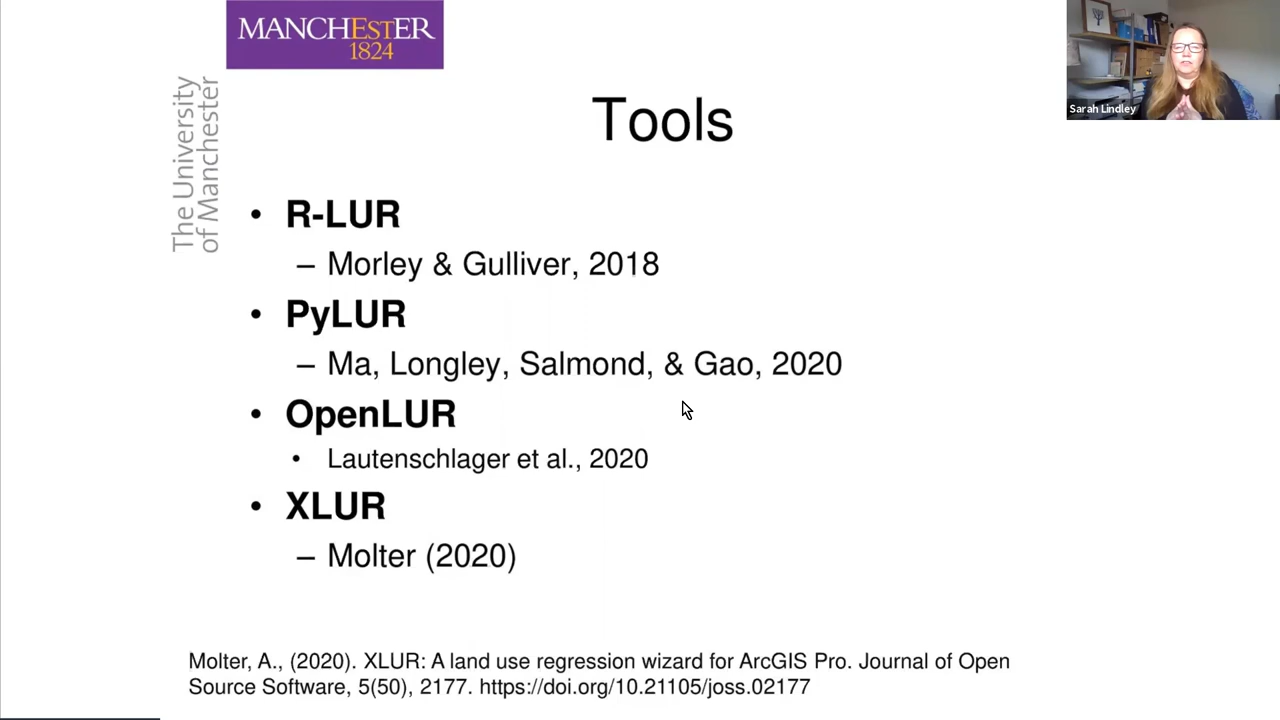 MANCHESTER
1824
The University
of Manchester
Sarah Lindley
Tools
• R-LUR
– Morley & Gulliver, 2018
• PyLUR
– Ma, Longley, Salmond, & Gao, 2020
• OpenLUR
• Lautenschlager et al., 2020
• XLUR
– Molter (2020)
Molter, A., (2020). XLUR: A land use regression wizard for ArcGIS Pro. Journal of Open
Source Software, 5(50), 2177. https://doi.org/10.21105/joss.02177